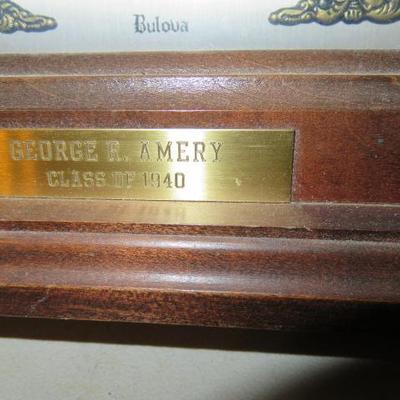 Bulova
GEORGE R. AMERY
CLASS OF 1940